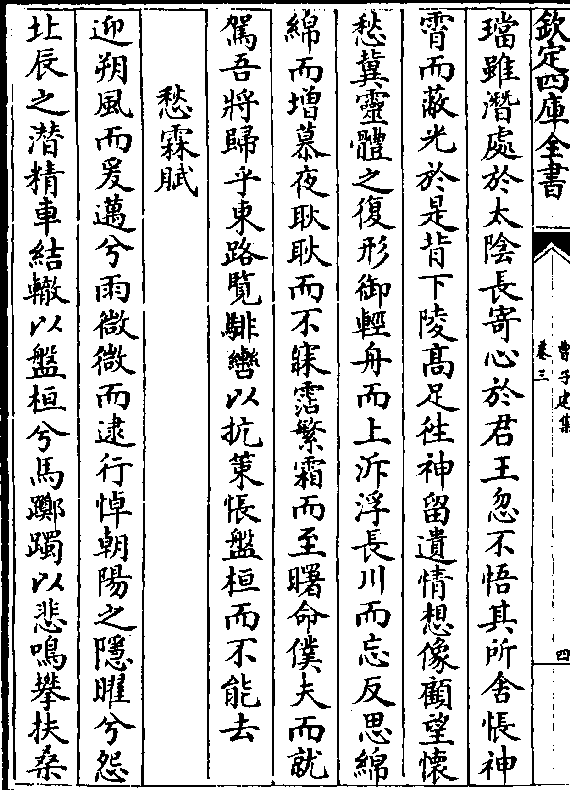 欽定四庫全書
曹子建集
卷三
四
璫雖潛處於太陰長寄心於君王忽不悟其所舍悵神
霄而蔽光於是背下陵高足往神留遺情想像顧望懷
愁冀靈體之復形御輕舟而上泝浮長川而忘反思綿
綿而增慕夜耿耿而不寐霑繁霜而至曙命僕夫而就
駕吾將歸乎東路覽騑轡以抗策悵盤桓而不能去
愁霖賦
迎朔風而爰邁兮雨微微而逮行悼朝陽之隱曜兮怨
北辰之潛精車結轍以盤桓兮馬躑躅以悲鳴攀扶桑